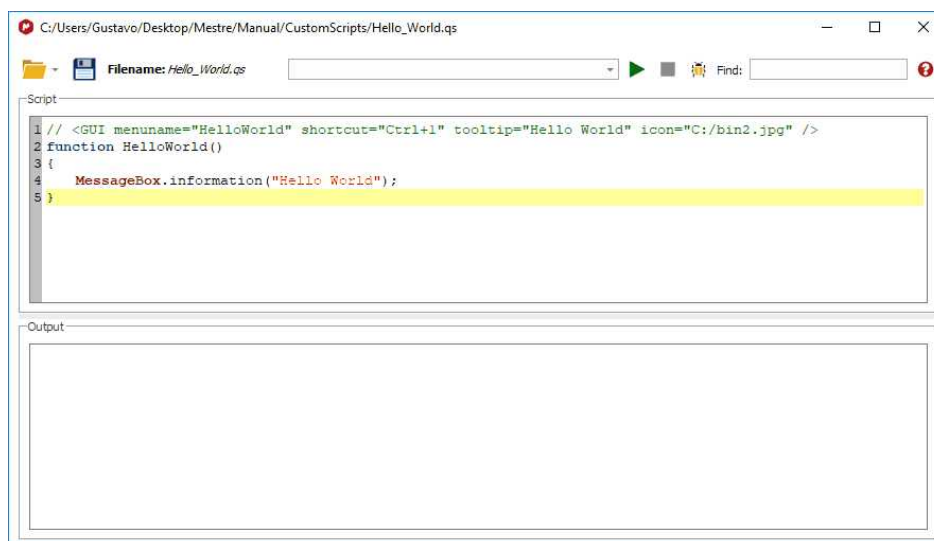 C:/Users/Gustavo/Desktop/Mestre/Manual/CustomScripts/Hello_World.qs
Filename: Hello_World.qs
Find:
Script
1 // <GUI menuname="HelloWorld" shortcut="Ctrl+1" tooltip="Hello World" icon="C:/bin2.jpg" />
2 function HelloWorld()
3 {
4 MessageBox.information("Hello World");
5 }
Output